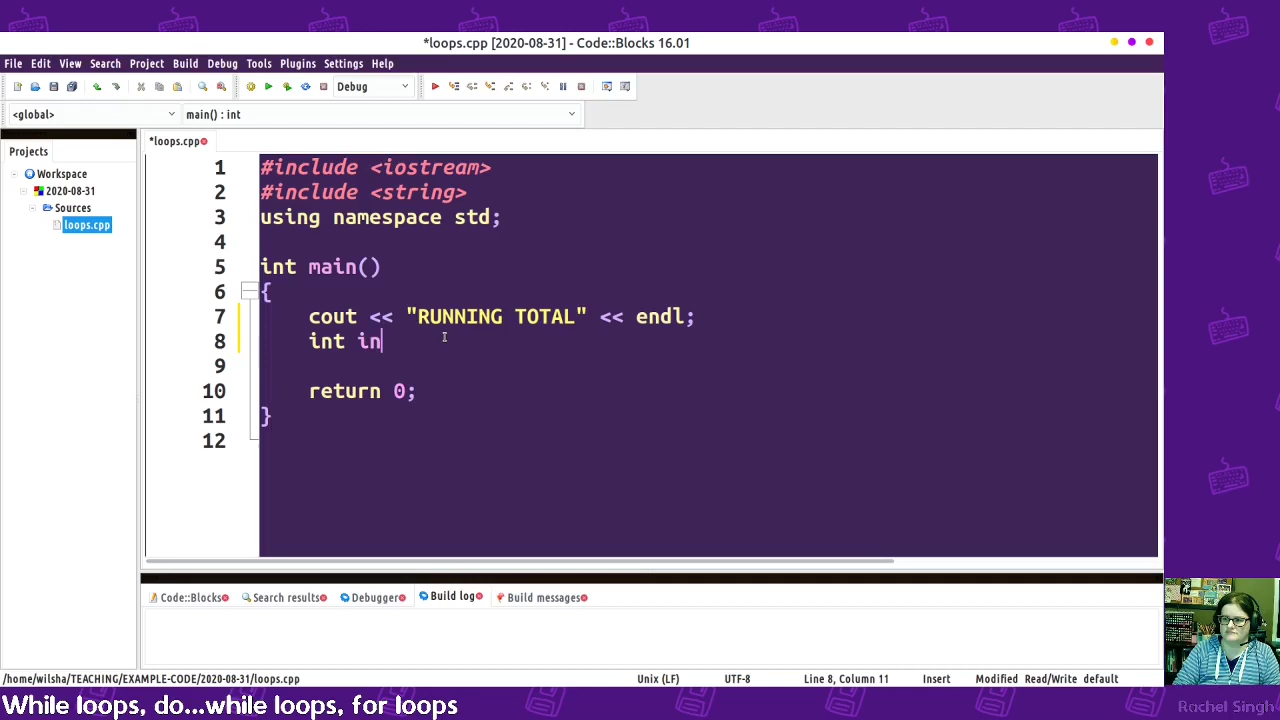 *loops.cpp [2020-08-31] - Code::Blocks 16.01
File Edit View Search Project Build Debug Tools Plugins Settings Help
Debug
<global> main() : int
*loops.cpp
Projects
Workspace
2020-08-31
Sources
loops.cpp
1 #include <iostream>
2 #include <string>
3 using namespace std;
4
5 int main()
6 {
7 cout << "RUNNING TOTAL" << endl;
8 int in
9
10 return 0;
11 }
12
Code::Blocks Search results Debugger Build log Build messages
/home/wilsha/TEACHING/EXAMPLE-CODE/2020-08-31/loops.cpp Unix (LF) UTF-8 Line 8, Column 11 Insert Modified Read/Write default
While loops, do...while loops, for loops
Rachel Singh